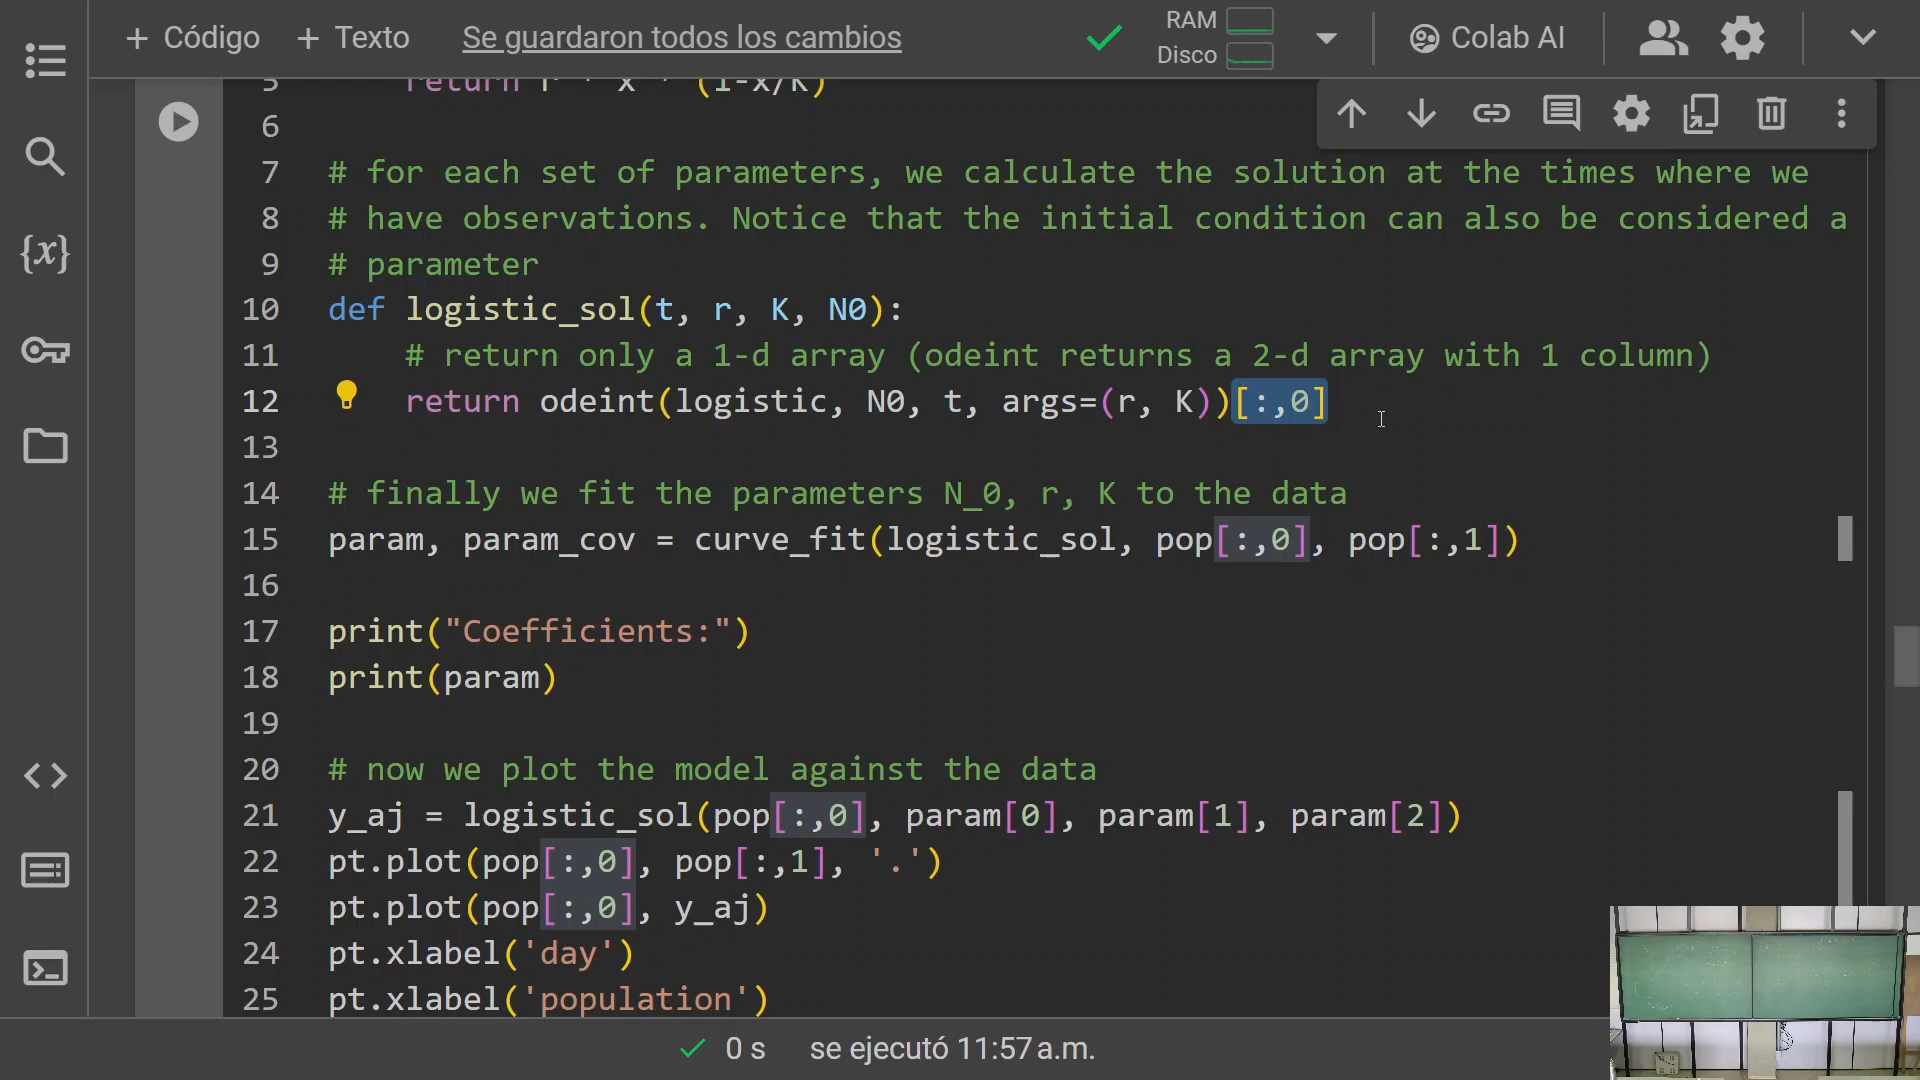 + Código + Texto Se guardaron todos los cambios RAM Disco Colab AI
5 return r * x * (1-x/K)
6
7 # for each set of parameters, we calculate the solution at the times where we
8 # have observations. Notice that the initial condition can also be considered a
9 # parameter
10 def logistic_sol(t, r, K, N0):
11 # return only a 1-d array (odeint returns a 2-d array with 1 column)
12 return odeint(logistic, N0, t, args=(r, K))[:,0]
13
14 # finally we fit the parameters N_0, r, K to the data
15 param, param_cov = curve_fit(logistic_sol, pop[:,0], pop[:,1])
16
17 print("Coefficients:")
18 print(param)
19
20 # now we plot the model against the data
21 y_aj = logistic_sol(pop[:,0], param[0], param[1], param[2])
22 pt.plot(pop[:,0], pop[:,1], '.')
23 pt.plot(pop[:,0], y_aj)
24 pt.xlabel('day')
25 pt.xlabel('population')
0 s se ejecutó 11:57 a.m.